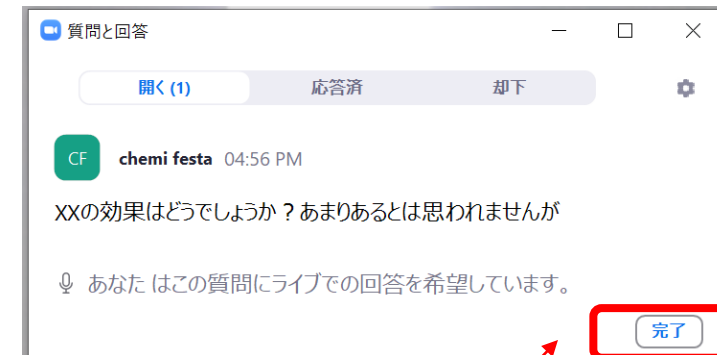 質問と回答
開く(1) 応答済 却下
CF chemi festa 04:56 PM
XXの効果はどうでしょうか？あまりあるとは思われませんが
あなた はこの質問にライブでの回答を希望しています。
完了